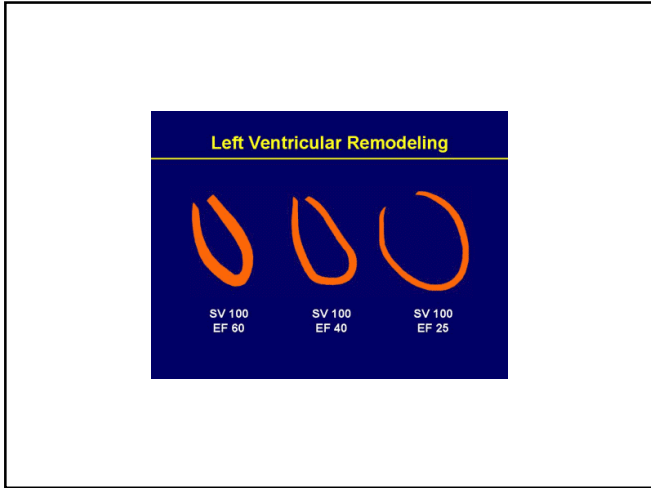 Left Ventricular Remodeling
SV 100 SV 100 SV 100
EF 60 EF 40 EF 25